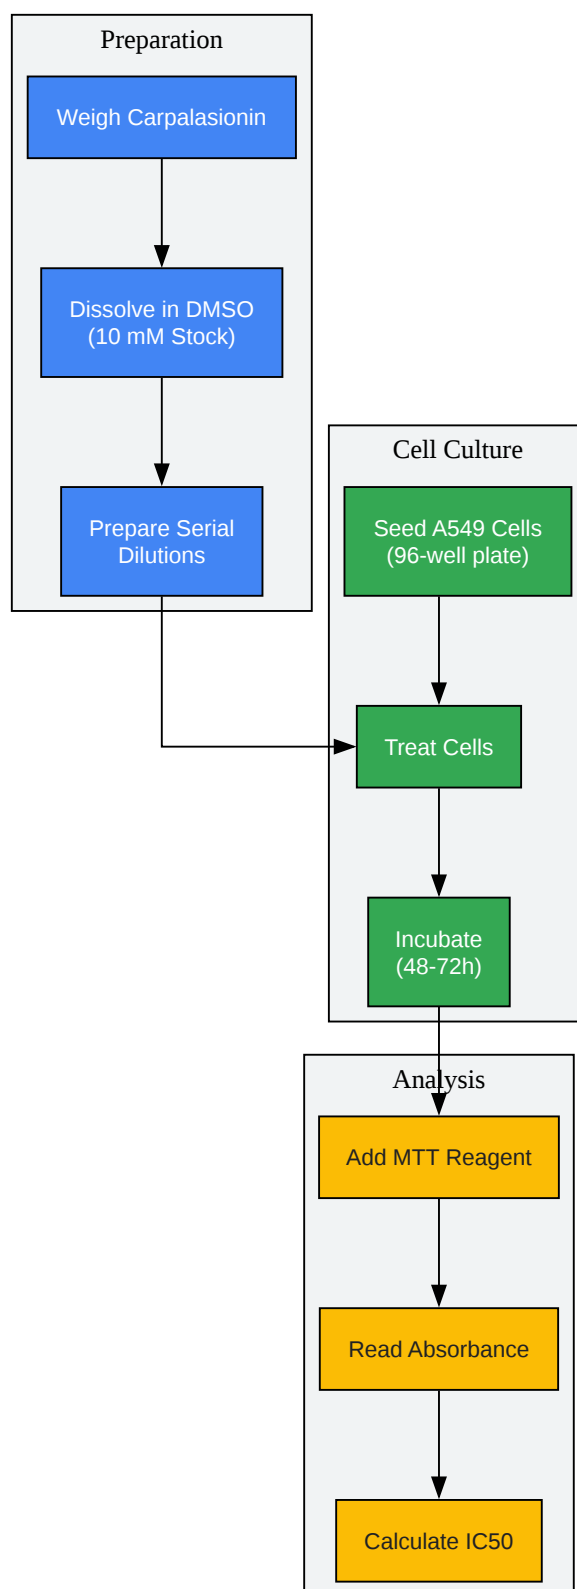 Preparation
Weigh Carpalasionin
Dissolve in DMSO
(10 mM Stock)
Prepare Serial
Dilutions
Cell Culture
Seed A549 Cells
(96-well plate)
Treat Cells
Incubate
(48-72h)
Analysis
Add MTT Reagent
Read Absorbance
Calculate IC50